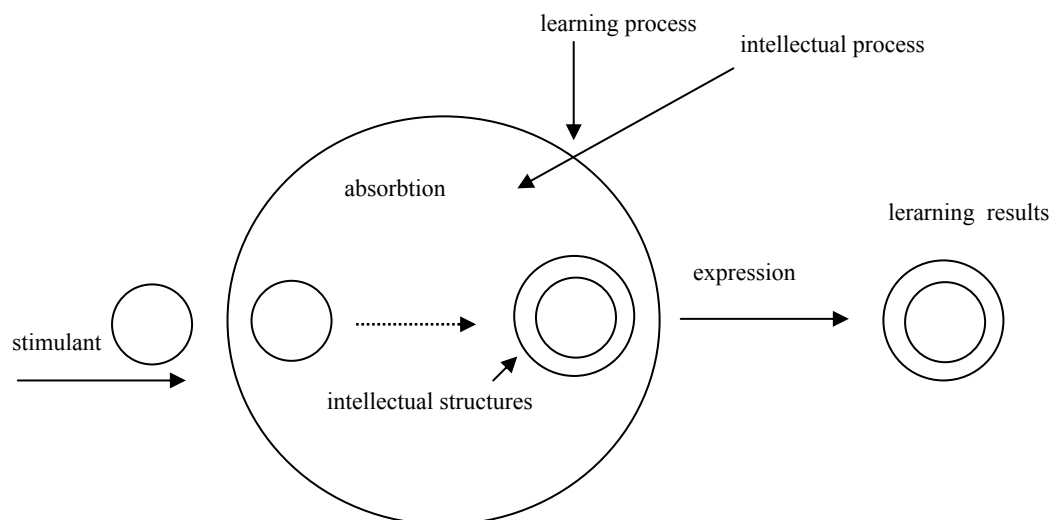 learning process
intellectual process
absorbtion
lerarning results
expression
stimulant
intellectual structures